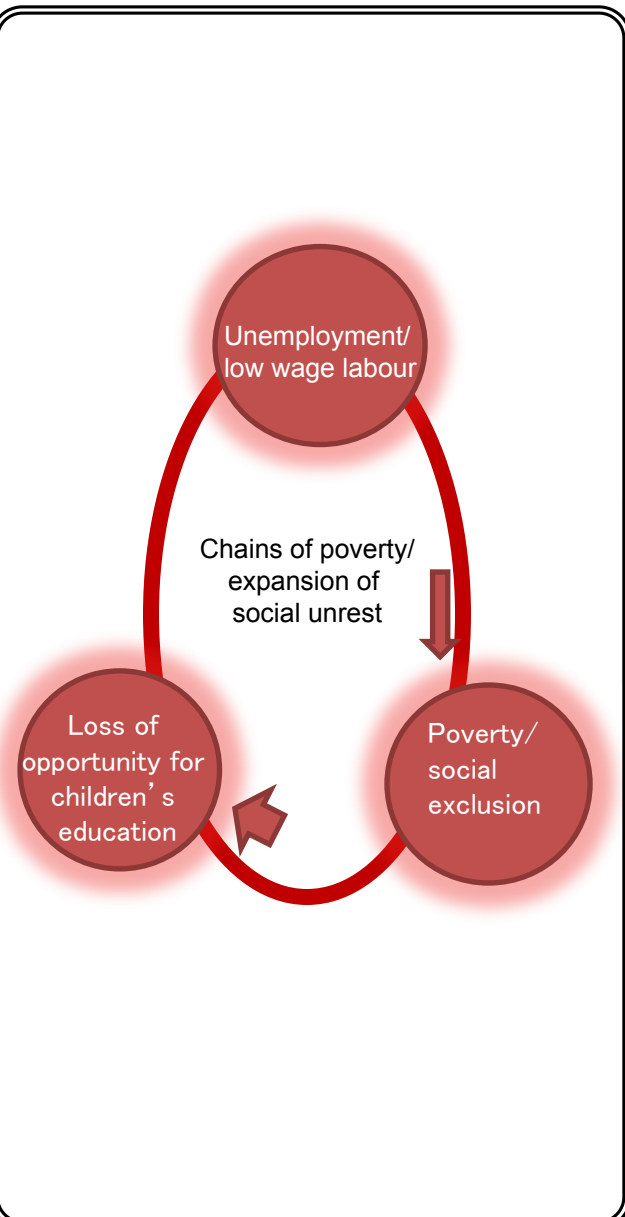 Unemployment/
low wage labour
Chains of poverty/
expansion of
social unrest
Loss of
opportunity for
children’s
education
Poverty/
social
exclusion